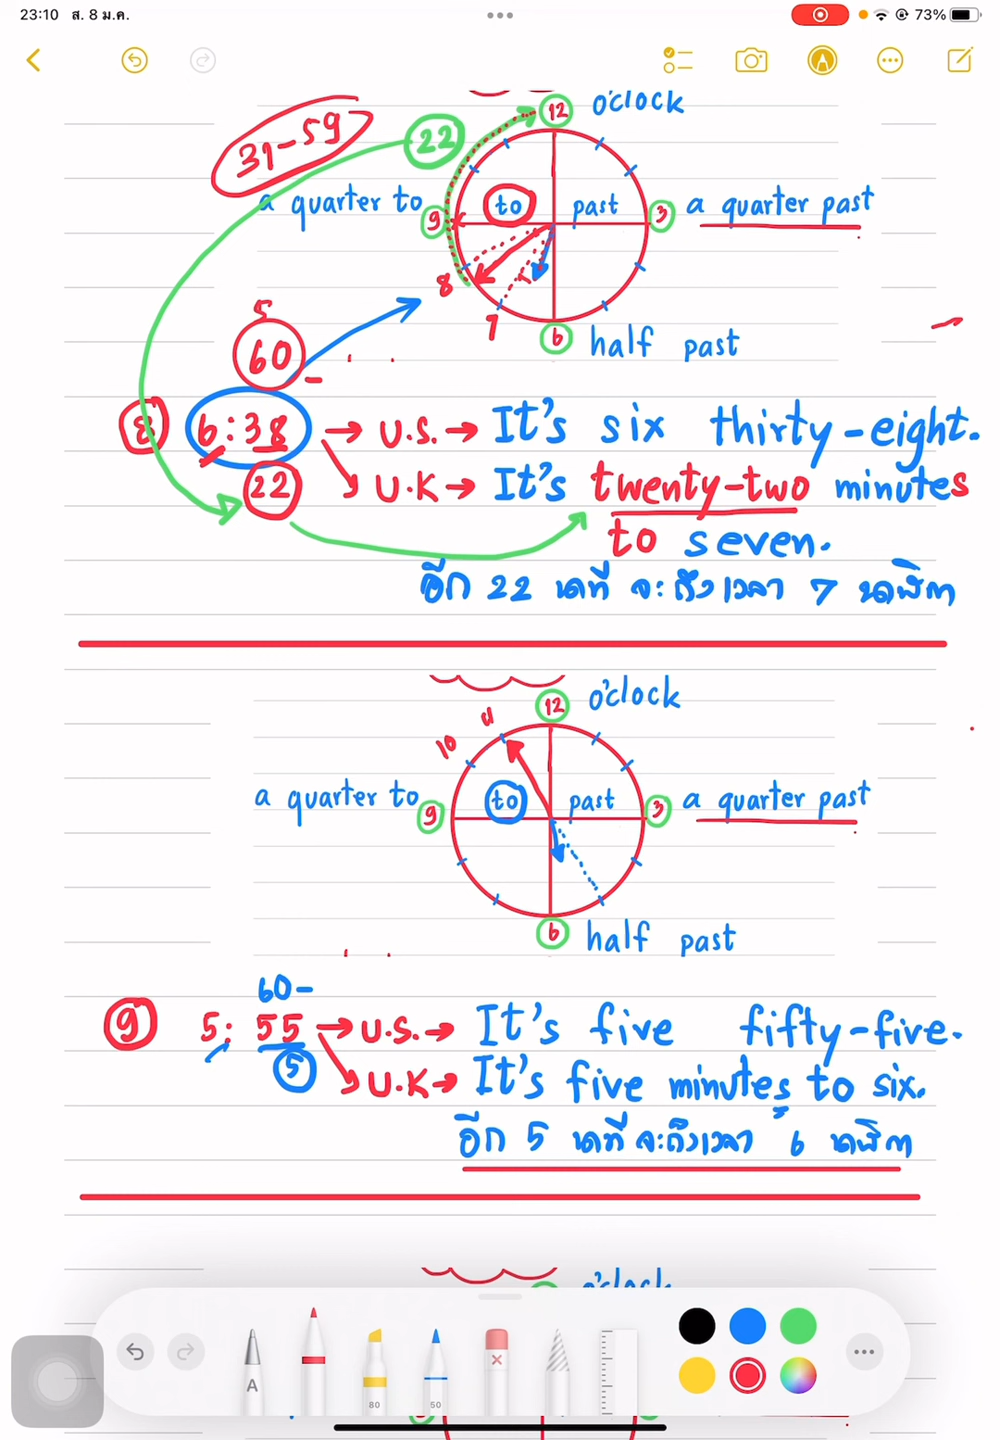 23:10 ส. 8 ม.ค.
73%
31-59
22
12 o'clock
a quarter to
9
to
past
3
a quarter past
8
7
6
half past
5
60
8 6:38 → U.S. → It's six thirty-eight.
22 U.K → It's twenty-two minutes
to seven.
อีก 22 นาที จะถึงเวลา 7 นาฬิกา
12 o'clock
11
10
a quarter to
9
to
past
3
a quarter past
6
half past
60-
9 5:55 → U.S. → It's five fifty-five.
5 U.K → It's five minutes to six.
อีก 5 นาที จะถึงเวลา 6 นาฬิกา
o'clock
A
80
50